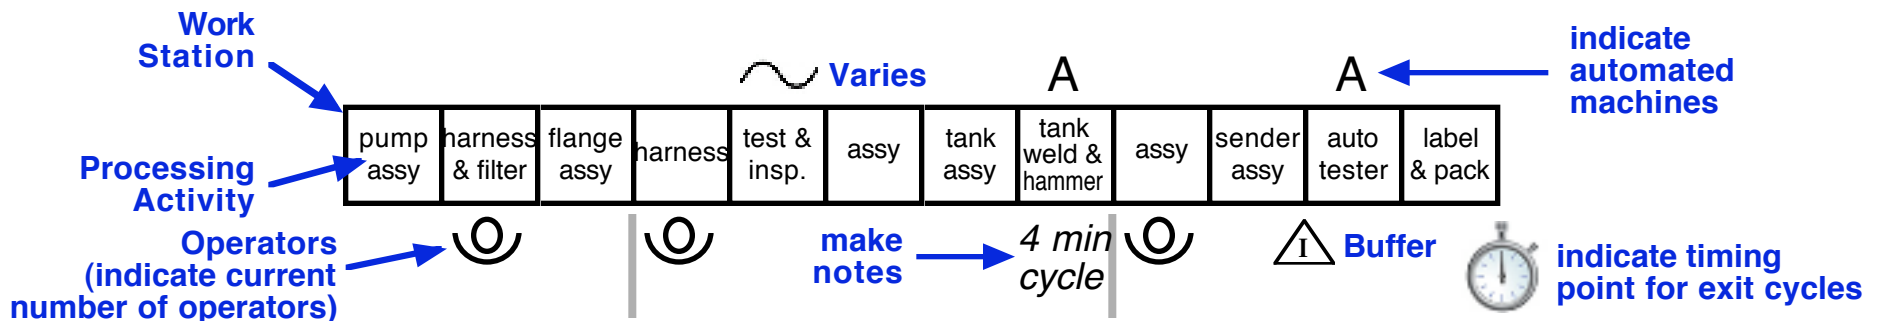 Work
Station
Varies
A
A
indicate
automated
machines
Processing
Activity
pump
assy
harness
& filter
flange
assy
harness
test &
insp.
assy
tank
assy
tank
weld &
hammer
assy
sender
assy
auto
tester
label
& pack
Operators
(indicate current
number of operators)
make
notes
4 min
cycle
I
Buffer
indicate timing
point for exit cycles